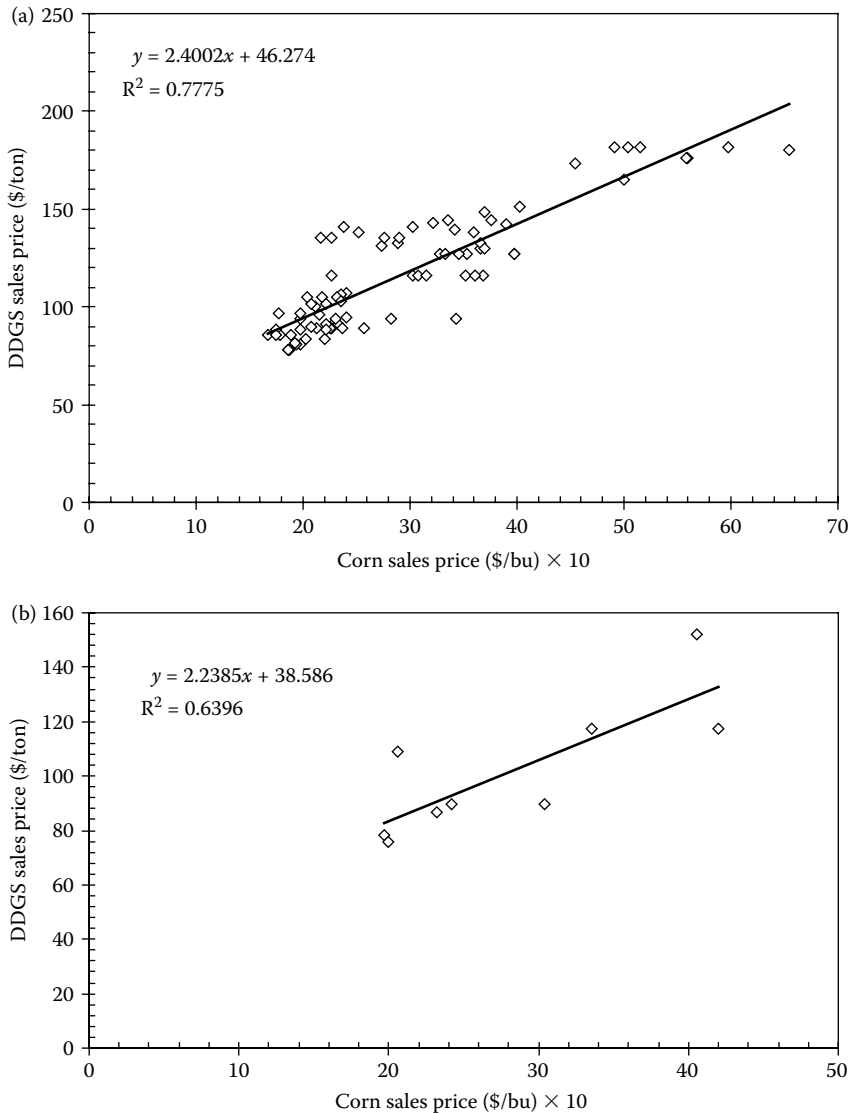 (a)
250
200
150
100
50
0
DDGS sales price ($/ton)
y = 2.4002x + 46.274
R² = 0.7775
0 10 20 30 40 50 60 70
Corn sales price ($/bu) × 10
(b)
160
140
120
100
80
60
40
20
0
DDGS sales price ($/ton)
y = 2.2385x + 38.586
R² = 0.6396
0 10 20 30 40 50
Corn sales price ($/bu) × 10